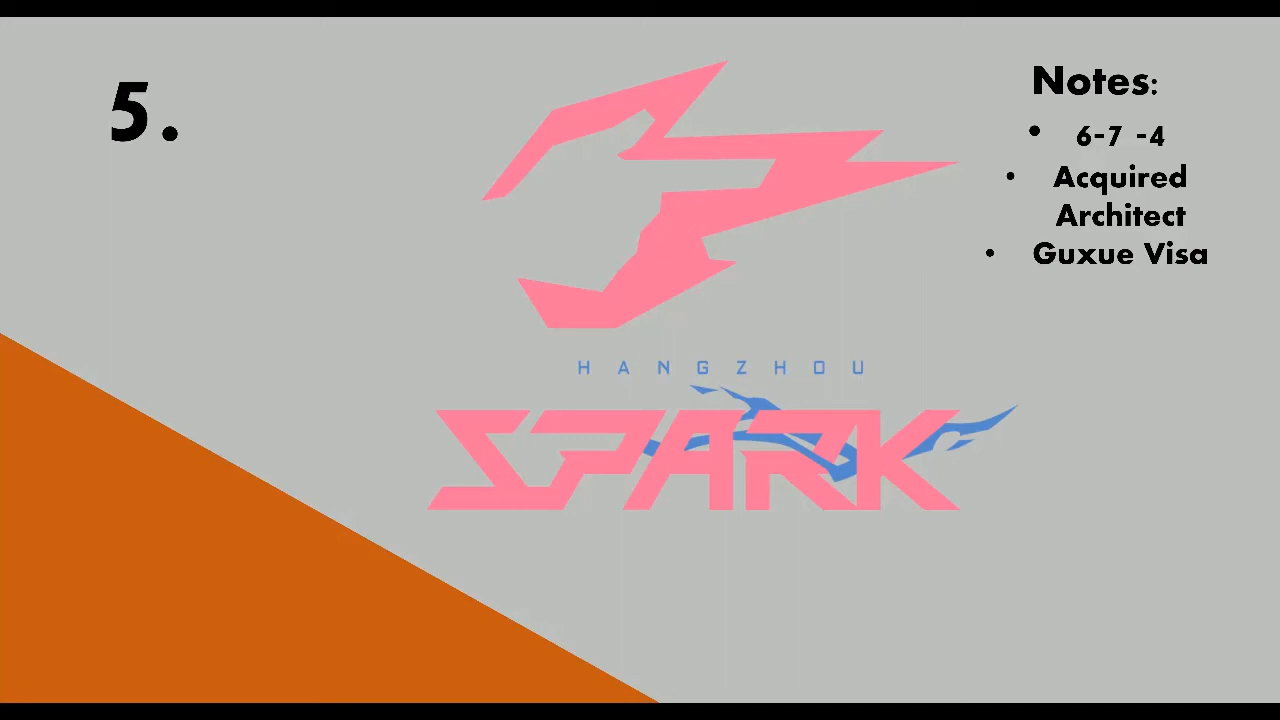 5.
Notes:
• 6-7 -4
• Acquired
Architect
• Guxue Visa
HANGZHOU
SPARK